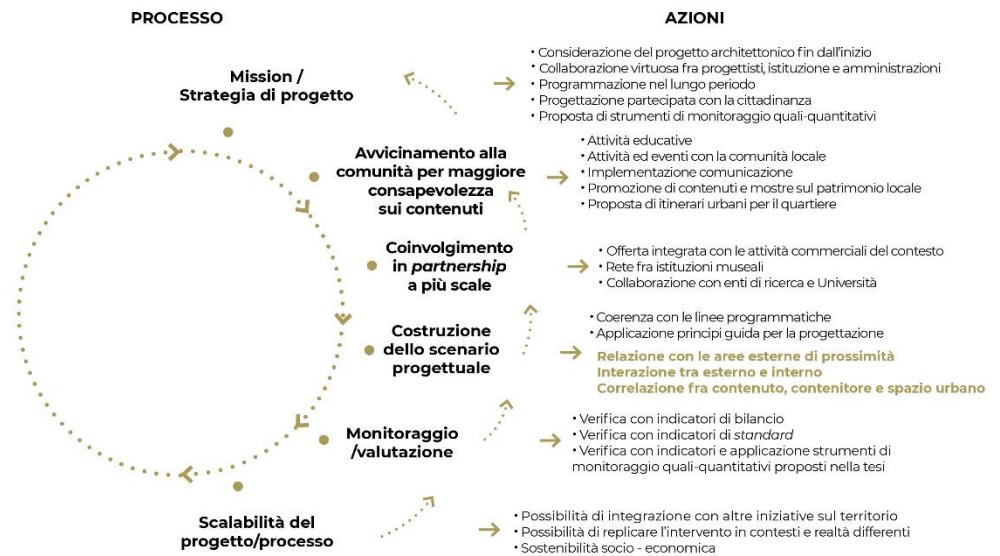 PROCESSO
AZIONI
Mission /
Strategia di progetto
• Considerazione del progetto architettonico fin dall'inizio
• Collaborazione virtuosa fra progettisti, istituzione e amministrazioni
• Programmazione nel lungo periodo
• Progettazione partecipata con la cittadinanza
• Proposta di strumenti di monitoraggio quali-quantitativi
Avvicinamento alla
comunità per maggiore
consapevolezza
sui contenuti
• Attività educative
• Attività ed eventi con la comunità locale
• Implementazione comunicazione
• Promozione di contenuti e mostre sul patrimonio locale
• Proposta di itinerari urbani per il quartiere
Coinvolgimento
in partnership
a più scale
• Offerta integrata con le attività commerciali del contesto
• Rete fra istituzioni museali
• Collaborazione con enti di ricerca e Università
Costruzione
dello scenario
progettuale
• Coerenza con le linee programmatiche
• Applicazione principi guida per la progettazione
Relazione con le aree esterne di prossimità
Interazione tra esterno e interno
Correlazione fra contenuto, contenitore e spazio urbano
Monitoraggio
/valutazione
• Verifica con indicatori di bilancio
• Verifica con indicatori di standard
• Verifica con indicatori e applicazione strumenti di
monitoraggio quali-quantitativi proposti nella tesi
Scalabilità del
progetto/processo
• Possibilità di integrazione con altre iniziative sul territorio
• Possibilità di replicare l'intervento in contesti e realtà differenti
• Sostenibilità socio - economica